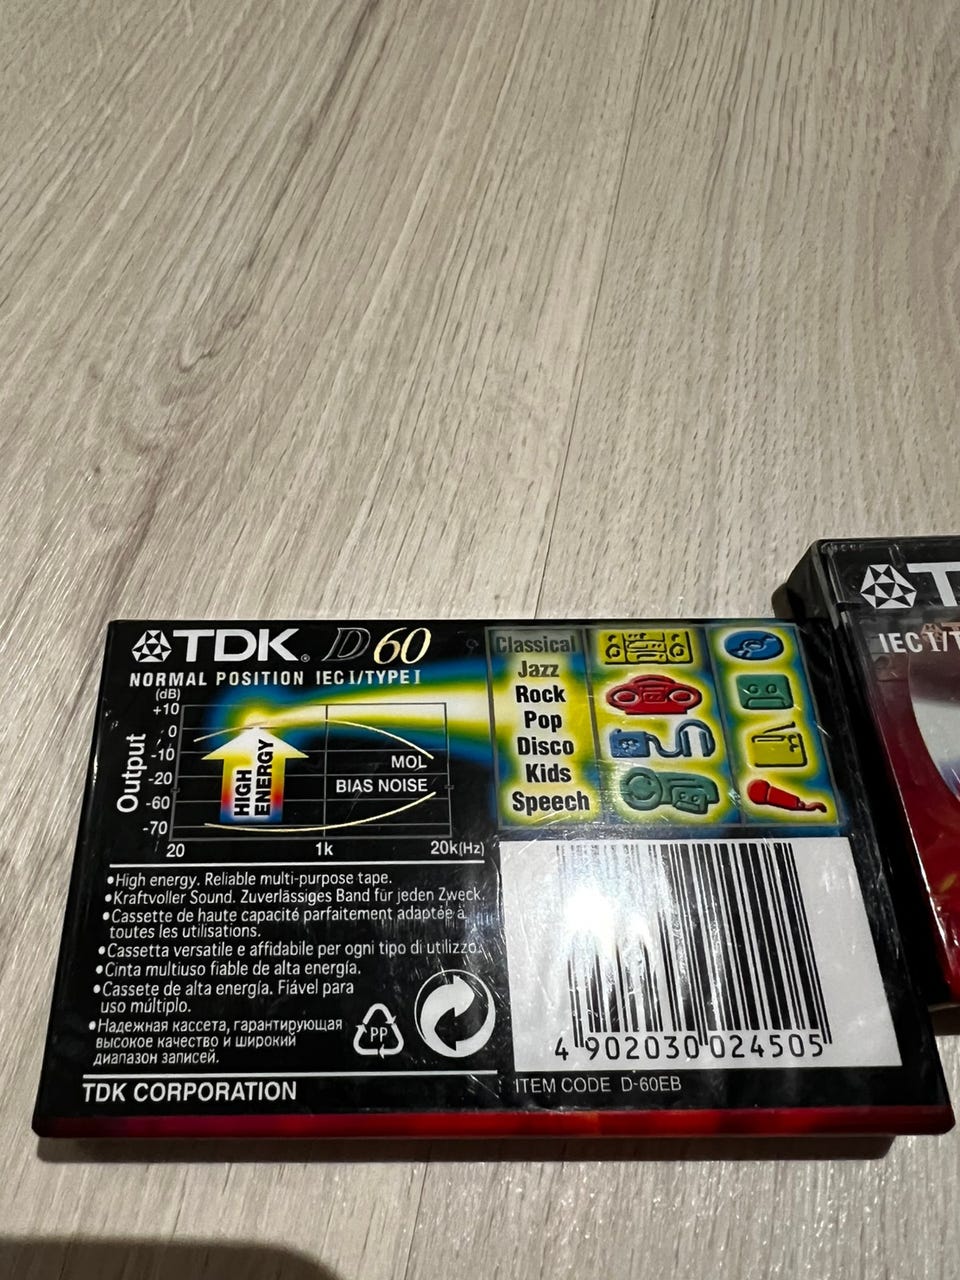 TDK® D60
NORMAL POSITION IEC I/TYPE I
(dB)
+10
0
-10
-20
-60
-70
Output
HIGH
ENERGY
MOL
BIAS NOISE
20 1k 20k(Hz)
Classical
Jazz
Rock
Pop
Disco
Kids
Speech
•High energy. Reliable multi-purpose tape.
•Kraftvoller Sound. Zuverlässiges Band für jeden Zweck.
•Cassette de haute capacité parfaitement adaptée à
toutes les utilisations.
•Cassetta versatile e affidabile per ogni tipo di utilizzo.
•Cinta multiuso fiable de alta energía.
•Cassete de alta energía. Fiável para
uso múltiplo.
•Надежная кассета, гарантирующая
высокое качество и широкий
диапазон записей.
PP
TDK CORPORATION
4 902030 024505
ITEM CODE D-60EB
IEC I/T